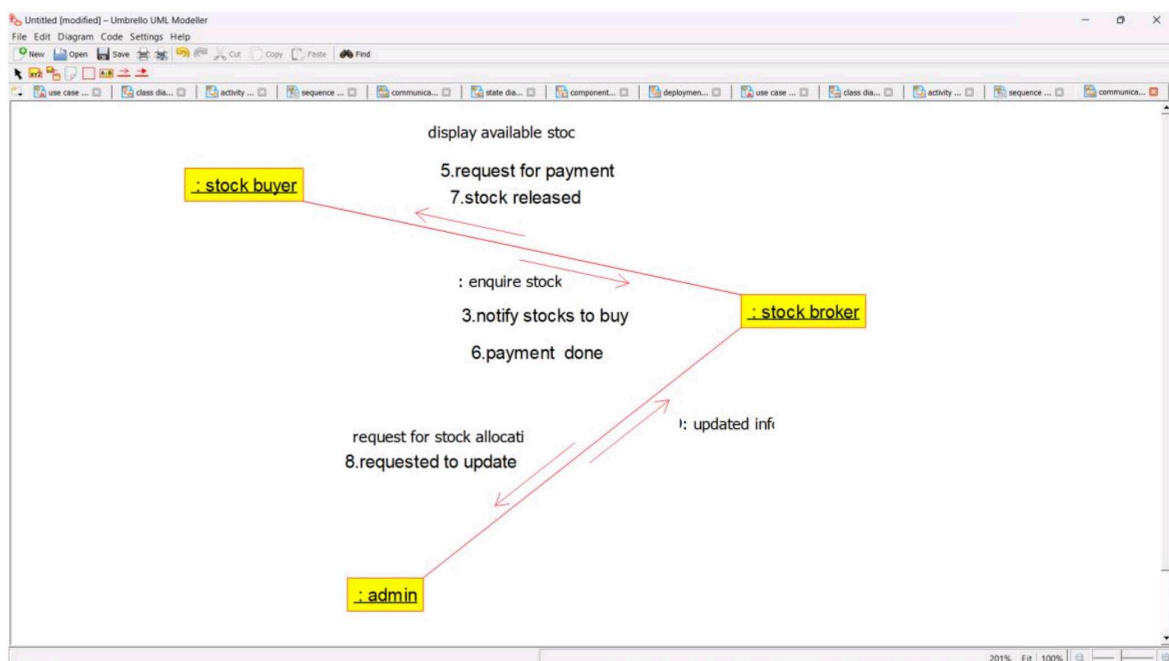 Untitled [modified] – Umbrello UML Modeller
File Edit Diagram Code Settings Help
New Open Save Cut Copy Paste Find
use case ... class dia... activity ... sequence ... communica... state dia... component... deploymen... use case ... class dia... activity ... sequence ... communica...
display available stoc
5.request for payment
: stock buyer
7.stock released
: enquire stock
: stock broker
3.notify stocks to buy
6.payment done
: updated inf
request for stock allocati
8.requested to update
: admin
201% Fit 100%